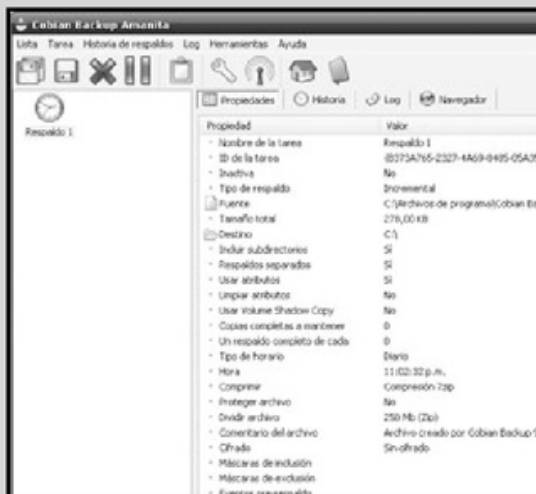 Cobian Backup Amanita
Lista Tarea Historia de respaldos Log Herramientas Ayuda
Propiedades Historia Log Navegador
Respaldo 1
Propiedad Valor
Nombre de la tarea Respaldo 1
ID de la tarea
Inactiva No
Tipo de respaldo Incremental
Fuente C:\Archivos de programa\Cobian Ba
Tamaño total 276,00 KB
Destino C:\
Incluir subdirectorios Sí
Respaldos separados Sí
Usar atributos Sí
Limpiar atributos No
Usar Volume Shadow Copy No
Copias completas a mantener 0
Un respaldo completo de cada 0
Tipo de horario Diario
Hora 11:02:32 p.m.
Comprimir Compresión 7zip
Proteger archivo No
Dividir archivo 250 Mb (Zip)
Comentario del archivo Archivo creado por Cobian Backup
Cifrado Sin cifrado
Máscaras de inclusión
Máscaras de exclusión
Eventos pre-respaldo